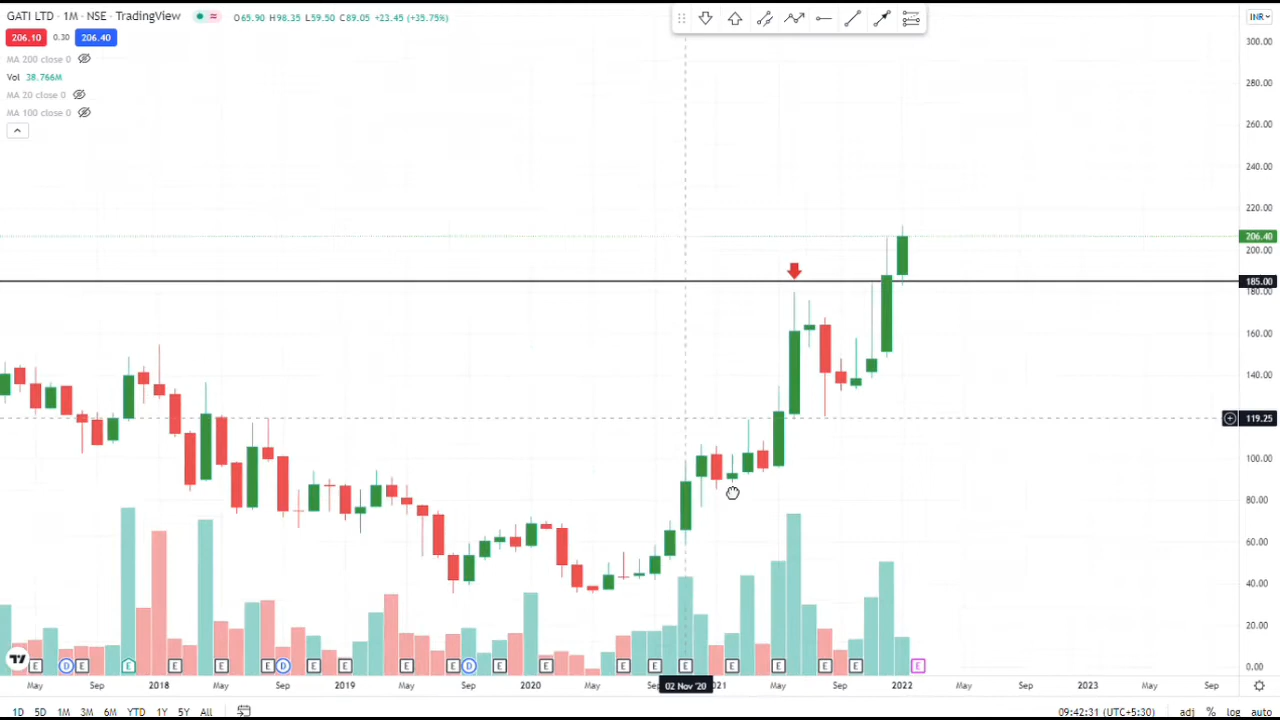 GATI LTD · 1M · NSE · TradingView
O65.90 H98.35 L59.50 C89.05 +23.45 (+35.75%)
INR
206.10 0.30 206.40
MA 200 close 0
Vol 38.766M
MA 20 close 0
MA 100 close 0
300.00
280.00
260.00
240.00
220.00
206.40
200.00
185.00
180.00
160.00
140.00
119.25
100.00
80.00
60.00
40.00
20.00
0.00
E D E E E E E D E E E E D E E E E E E E E E E
May Sep 2018 May Sep 2019 May Sep 2020 May Se 02 Nov '20 021 May Sep 2022 May Sep 2023 May Sep
1D 5D 1M 3M 6M YTD 1Y 5Y All 09:42:31 (UTC+5:30) adj % log auto